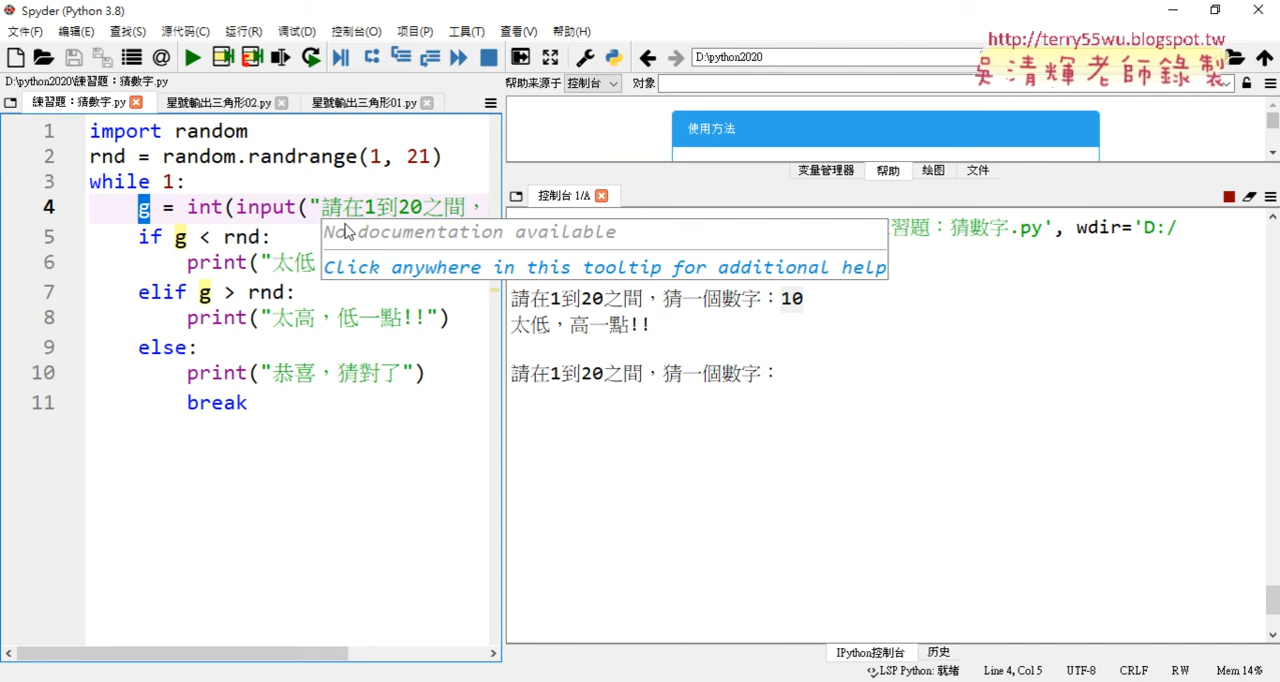 Spyder (Python 3.8)
文件(F) 编辑(E) 查找(S) 源代码(C) 运行(R) 调试(D) 控制台(O) 项目(P) 工具(T) 查看(V) 帮助(H)
D:\python2020
http://terry55wu.blogspot.tw
吳清輝老師錄製
D:\python2020\練習題：猜數字.py
帮助来源于 控制台 对象
練習題：猜數字.py 星號輸出三角形02.py 星號輸出三角形01.py
1 import random
2 rnd = random.randrange(1, 21)
3 while 1:
4 g = int(input("請在1到20之間，
5 if g < rnd:
6 print("太低
7 elif g > rnd:
8 print("太高，低一點!!")
9 else:
10 print("恭喜，猜對了")
11 break
No documentation available
Click anywhere in this tooltip for additional help
使用方法
变量管理器 帮助 绘图 文件
控制台 1/A
習題：猜數字.py', wdir='D:/
請在1到20之間，猜一個數字：10
太低，高一點!!
請在1到20之間，猜一個數字：
IPython控制台 历史
LSP Python: 就绪 Line 4, Col 5 UTF-8 CRLF RW Mem 14%